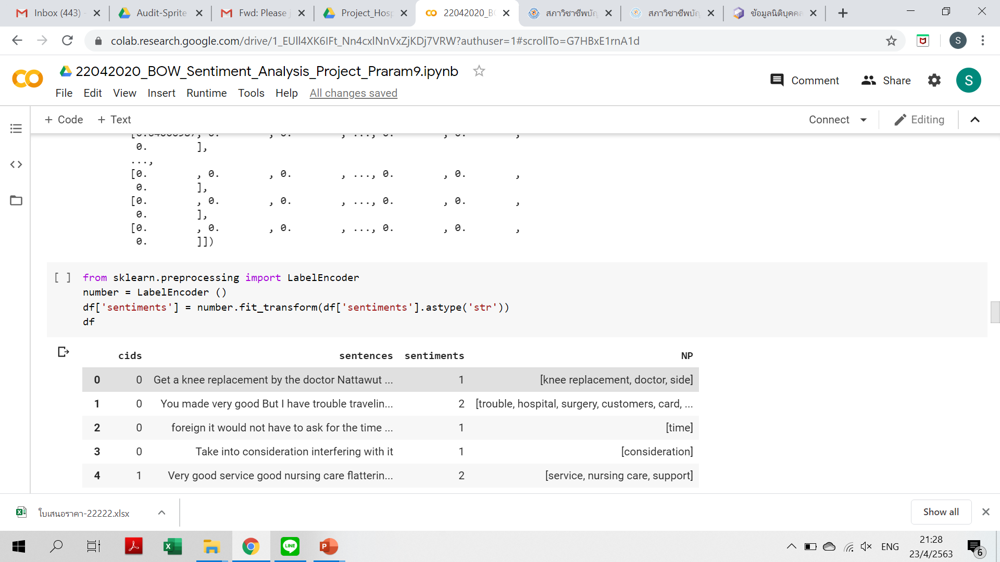 Inbox (443) -
Audit-Sprite
Fwd: Please j
Project_Hosp
22042020_BO
สภาวิชาชีพบัญ
สภาวิชาชีพบัญ
ข้อมูลนิติบุคคล
colab.research.google.com/drive/1_EUll4XK6IFt_Nn4cxlNnVxZjKDj7VRW?authuser=1#scrollTo=G7HBxE1rnA1d
S
22042020_BOW_Sentiment_Analysis_Project_Praram9.ipynb
Comment Share S
File Edit View Insert Runtime Tools Help All changes saved
+ Code + Text Connect Editing
0. ],
...,
[0. , 0. , 0. , ..., 0. , 0. ,
0. ],
[0. , 0. , 0. , ..., 0. , 0. ,
0. ],
[0. , 0. , 0. , ..., 0. , 0. ,
0. ]])
[ ] from sklearn.preprocessing import LabelEncoder
number = LabelEncoder ()
df['sentiments'] = number.fit_transform(df['sentiments'].astype('str'))
df
cids sentences sentiments NP
0 0 Get a knee replacement by the doctor Nattawut ... 1 [knee replacement, doctor, side]
1 0 You made very good But I have trouble travelin... 2 [trouble, hospital, surgery, customers, card, ...
2 0 foreign it would not have to ask for the time ... 1 [time]
3 0 Take into consideration interfering with it 1 [consideration]
4 1 Very good service good nursing care flatterin... 2 [service, nursing care, support]
ใบเสนอราคา-22222.xlsx Show all
LINE
ENG
21:28
23/4/2563
6